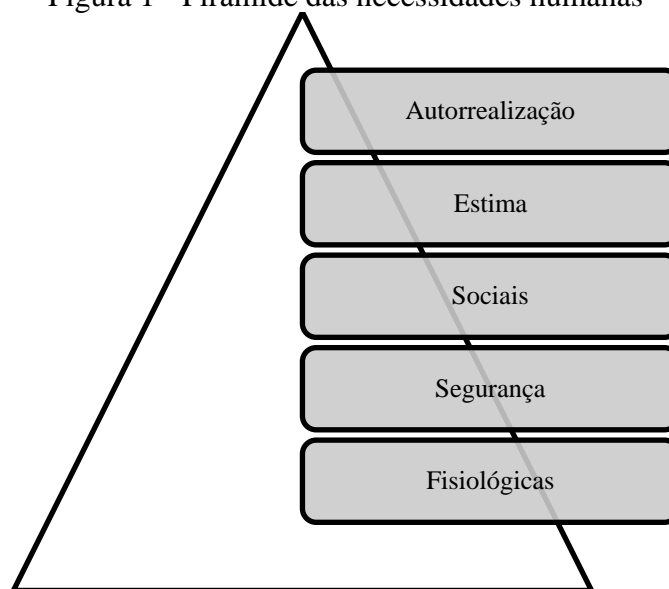 Figura 1 - Pirâmide das necessidades humanas
Autorrealização
Estima
Sociais
Segurança
Fisiológicas